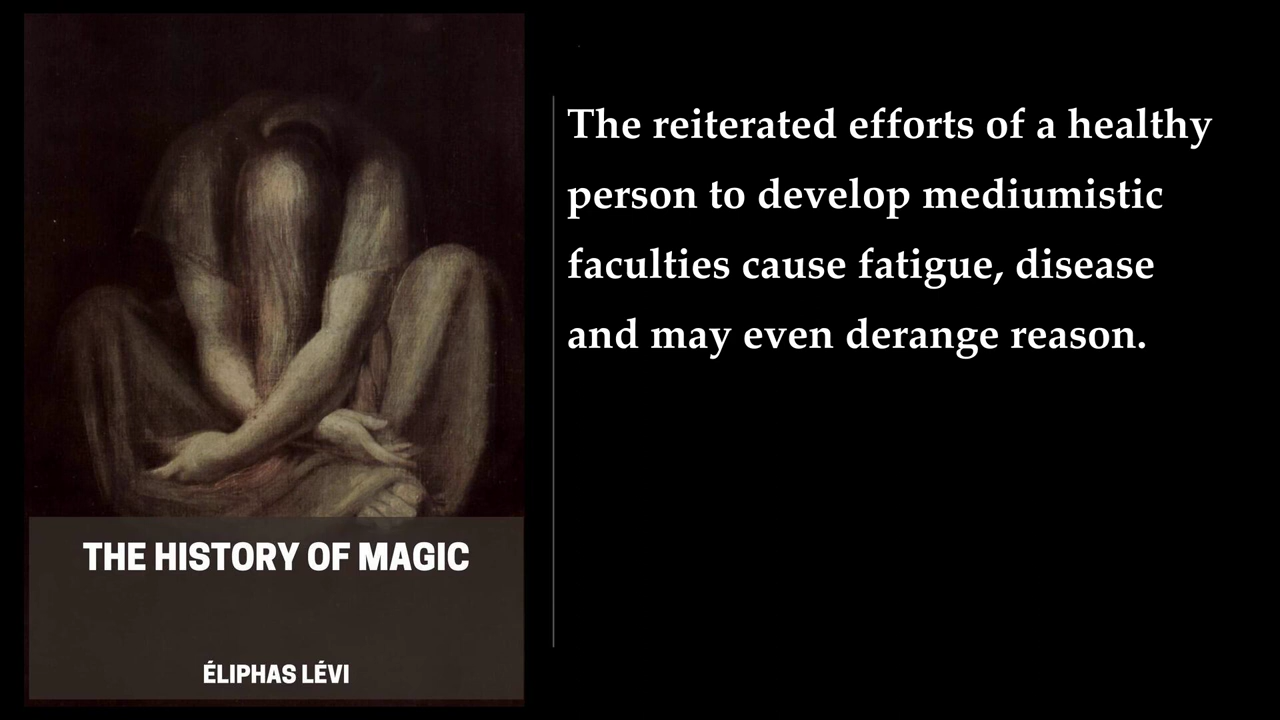 THE HISTORY OF MAGIC
ÉLIPHAS LÉVI
The reiterated efforts of a healthy
person to develop mediumistic
faculties cause fatigue, disease
and may even derange reason.